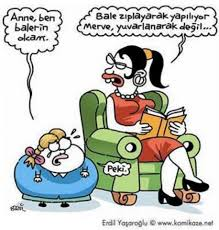 Anne, ben
balerin
olcam.
Bale zıplayarak yapılıyor
Merve, yuvarlanarak değil...
Peki.
Erdil Yaşaroğlu © www.komikaze.net